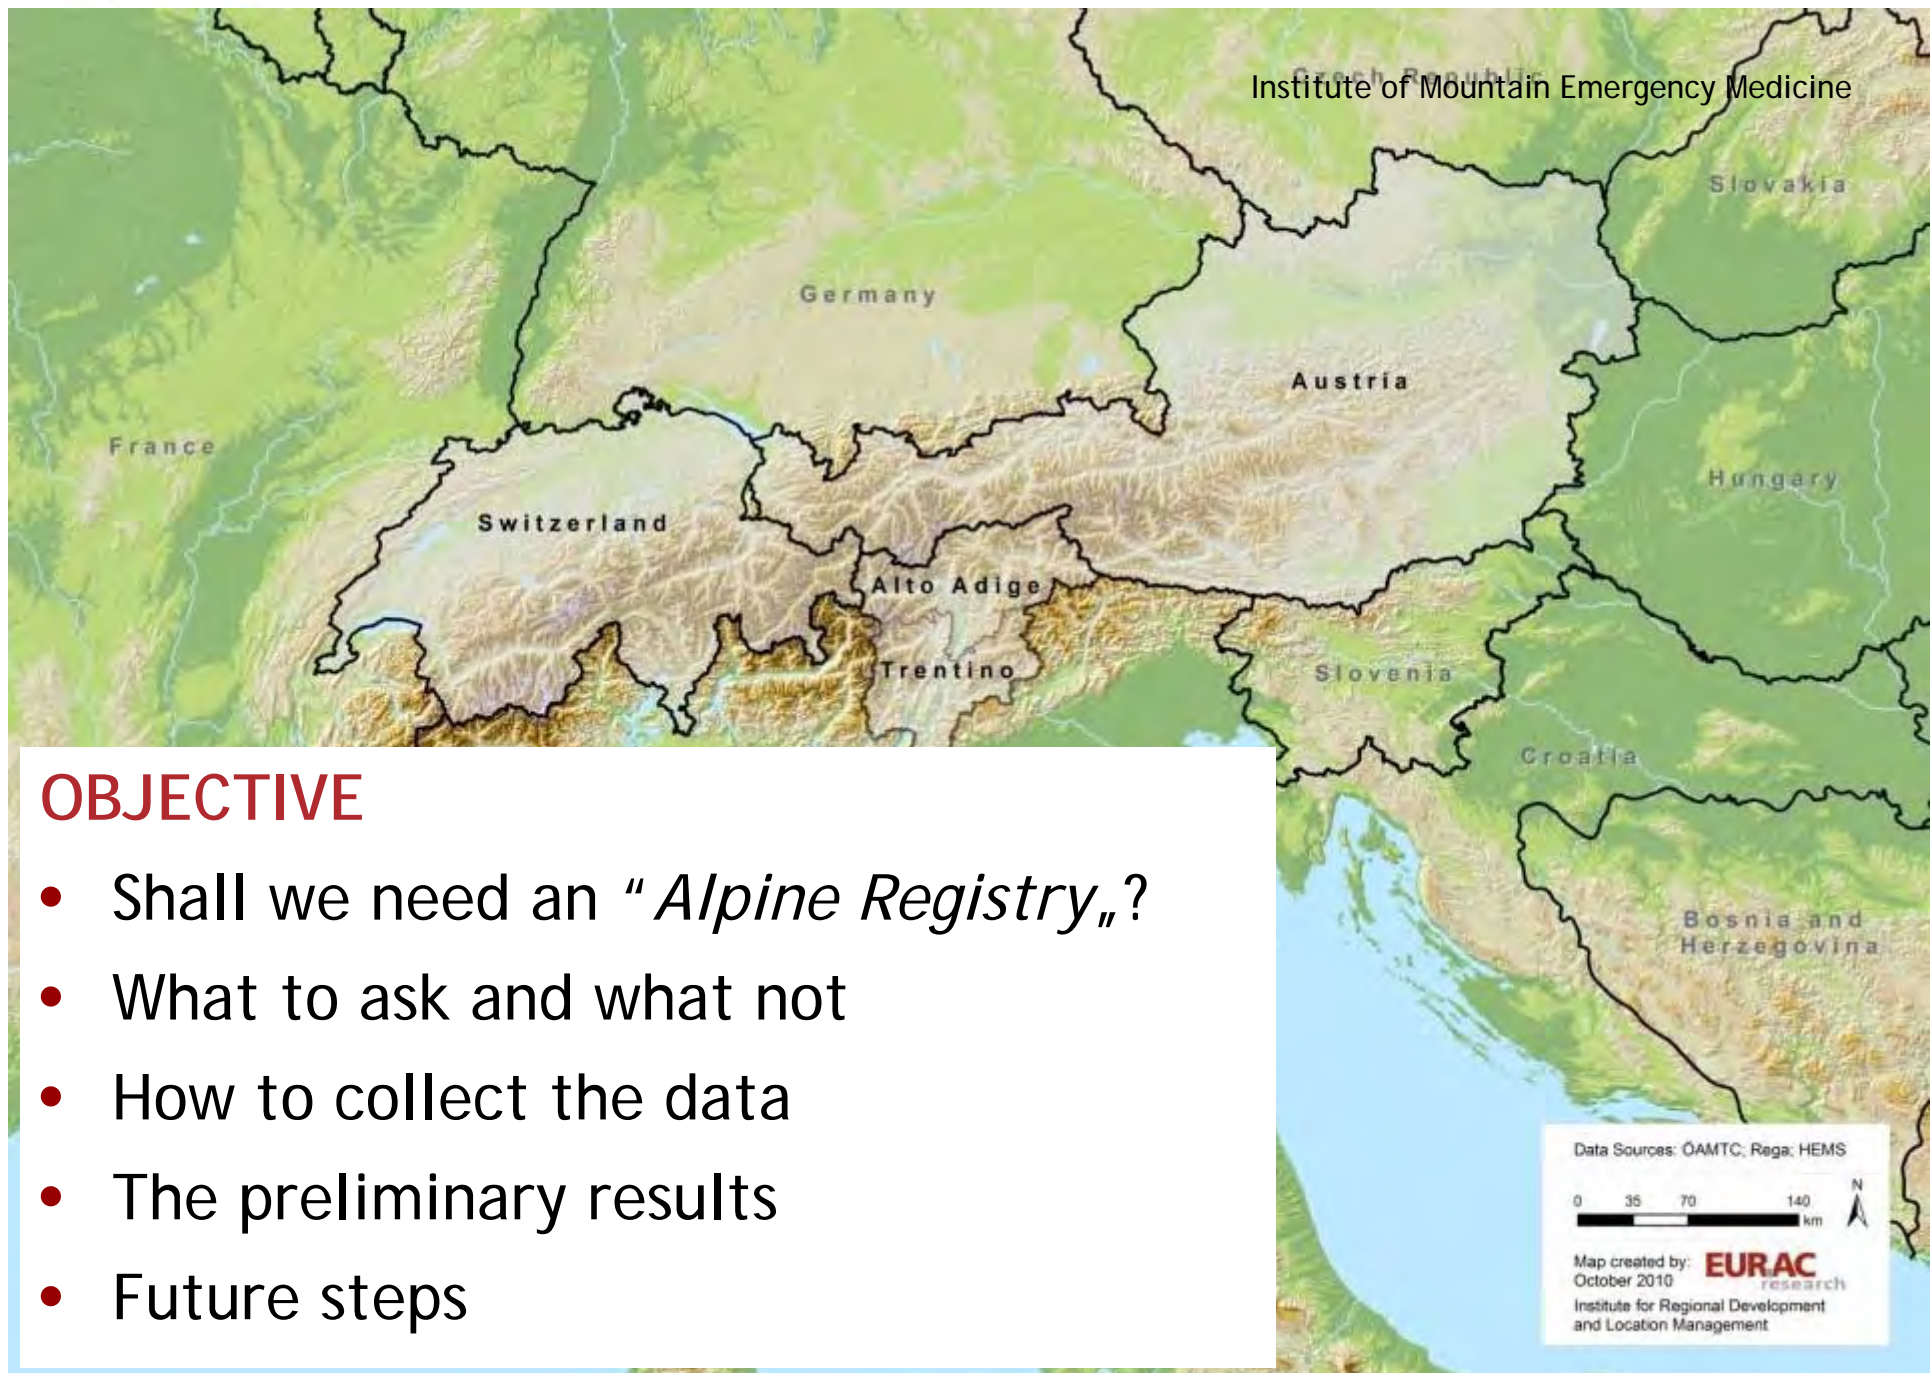 Czech Republic
Institute of Mountain Emergency Medicine
Slovakia
Germany
Austria
France
Hungary
Switzerland
Alto Adige
Trentino
Slovenia
Croatia
Bosnia and
Herzegovina
OBJECTIVE
• Shall we need an “Alpine Registry„?
• What to ask and what not
• How to collect the data
• The preliminary results
• Future steps
Data Sources: ÖAMTC; Rega; HEMS
0 35 70 140
km
N
Map created by:
October 2010
EURAC
research
Institute for Regional Development
and Location Management